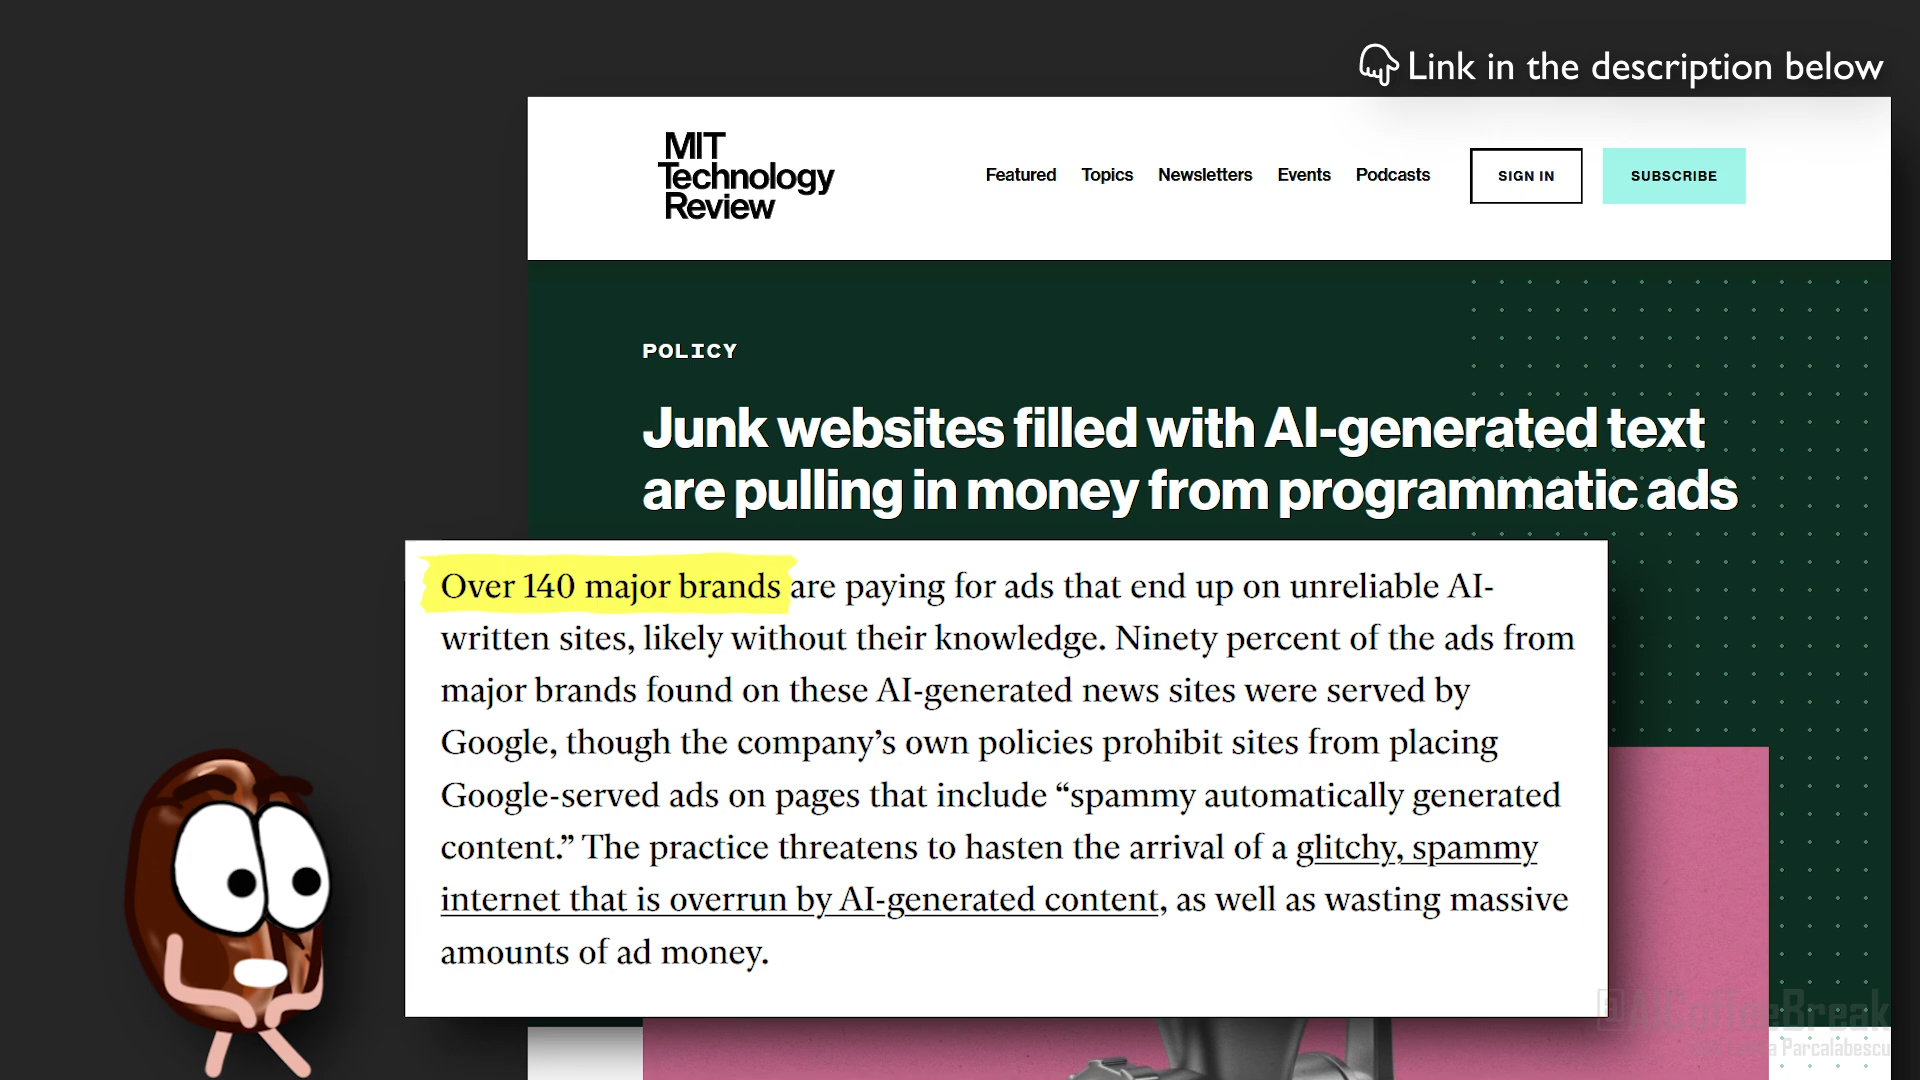 Link in the description below
MIT
Technology
Review
Featured Topics Newsletters Events Podcasts SIGN IN SUBSCRIBE
POLICY
Junk websites filled with AI-generated text
are pulling in money from programmatic ads
Over 140 major brands are paying for ads that end up on unreliable AI-
written sites, likely without their knowledge. Ninety percent of the ads from
major brands found on these AI-generated news sites were served by
Google, though the company’s own policies prohibit sites from placing
Google-served ads on pages that include “spammy automatically generated
content.” The practice threatens to hasten the arrival of a glitchy, spammy
internet that is overrun by AI-generated content, as well as wasting massive
amounts of ad money.
@AICoffeeBreak
Parcalabescu